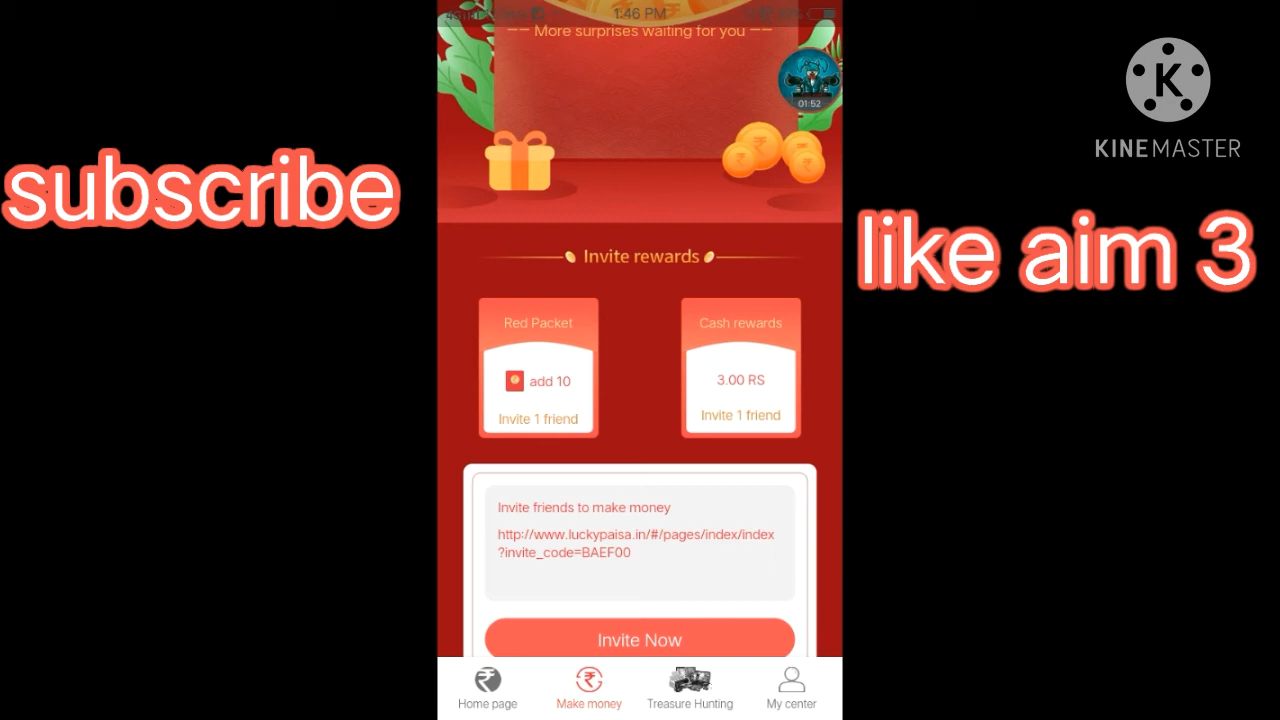 1:46 PM
— More surprises waiting for you —
01:52
KINEMASTER
subscribe
like aim 3
Invite rewards
Red Packet
Cash rewards
add 10
3.00 RS
Invite 1 friend
Invite 1 friend
Invite friends to make money
http://www.luckypaisa.in/#/pages/index/index
?invite_code=BAEF00
Invite Now
Home page
Make money
Treasure Hunting
My center